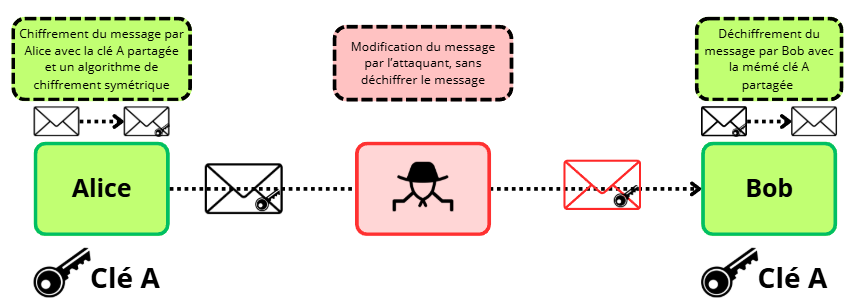 Chiffrement du message par
Alice avec la clé A partagée
et un algorithme de
chiffrement symétrique
Modification du message
par l'attaquant, sans
déchiffrer le message
Déchiffrement du
message par Bob avec
la mémé clé A
partagée
Alice
Bob
Clé A
Clé A